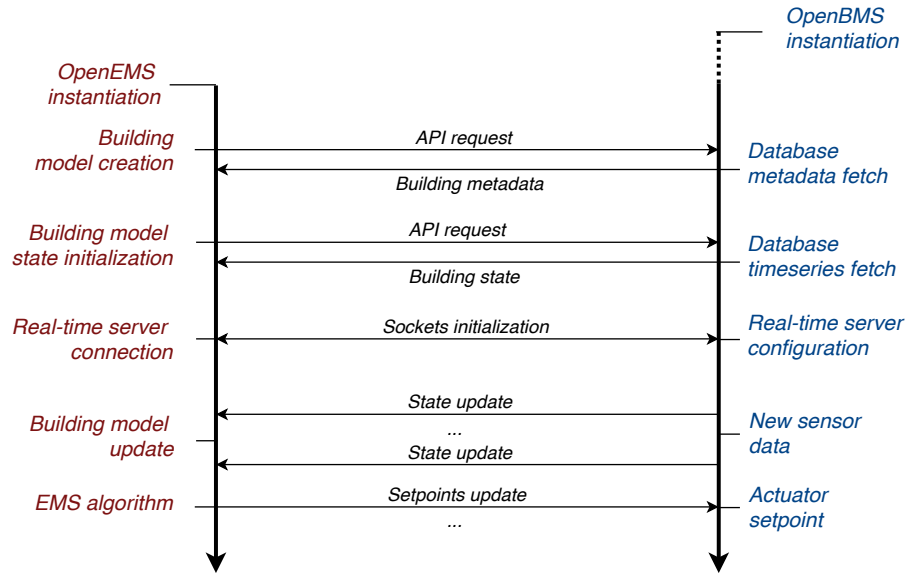 OpenBMS
instantiation
OpenEMS
instantiation
Building
model creation
API request
Database
metadata fetch
Building metadata
Building model
state initialization
API request
Database
timeseries fetch
Building state
Real-time server
connection
Sockets initialization
Real-time server
configuration
State update
...
Building model
update
New sensor
data
State update
EMS algorithm
Setpoints update
...
Actuator
setpoint